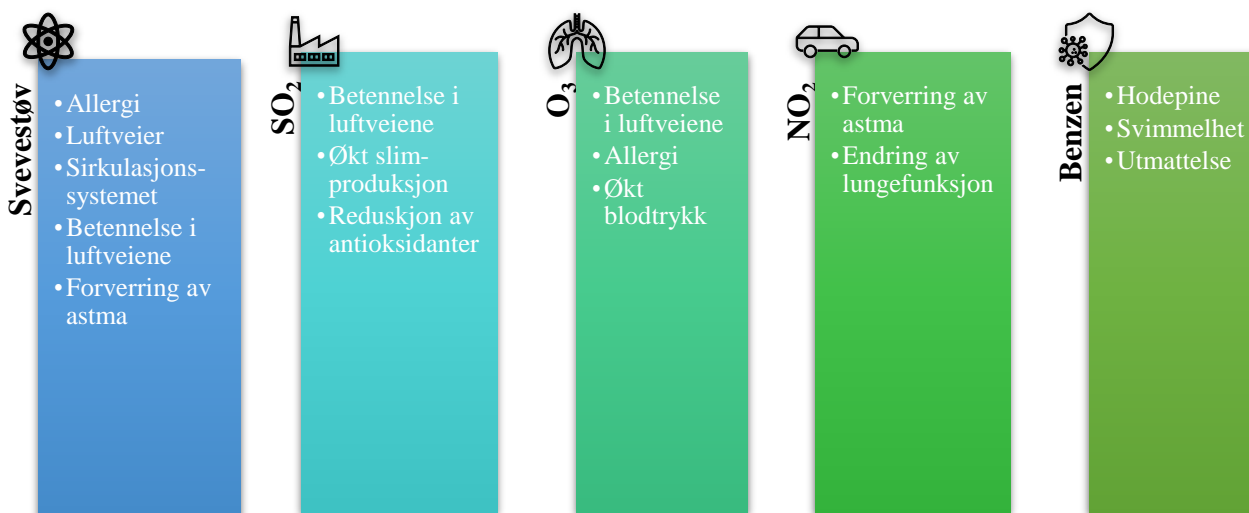 Svevestøv
• Allergi
• Luftveier
• Sirkulasjons-
systemet
• Betennelse i
luftveiene
• Forverring av
astma
SO₂
• Betennelse i
luftveiene
• Økt slim-
produksjon
• Reduskjon av
antioksidanter
O₃
• Betennelse
i luftveiene
• Allergi
• Økt
blodtrykk
NO₂
• Forverring av
astma
• Endring av
lungefunksjon
Benzen
• Hodepine
• Svimmelhet
• Utmattelse